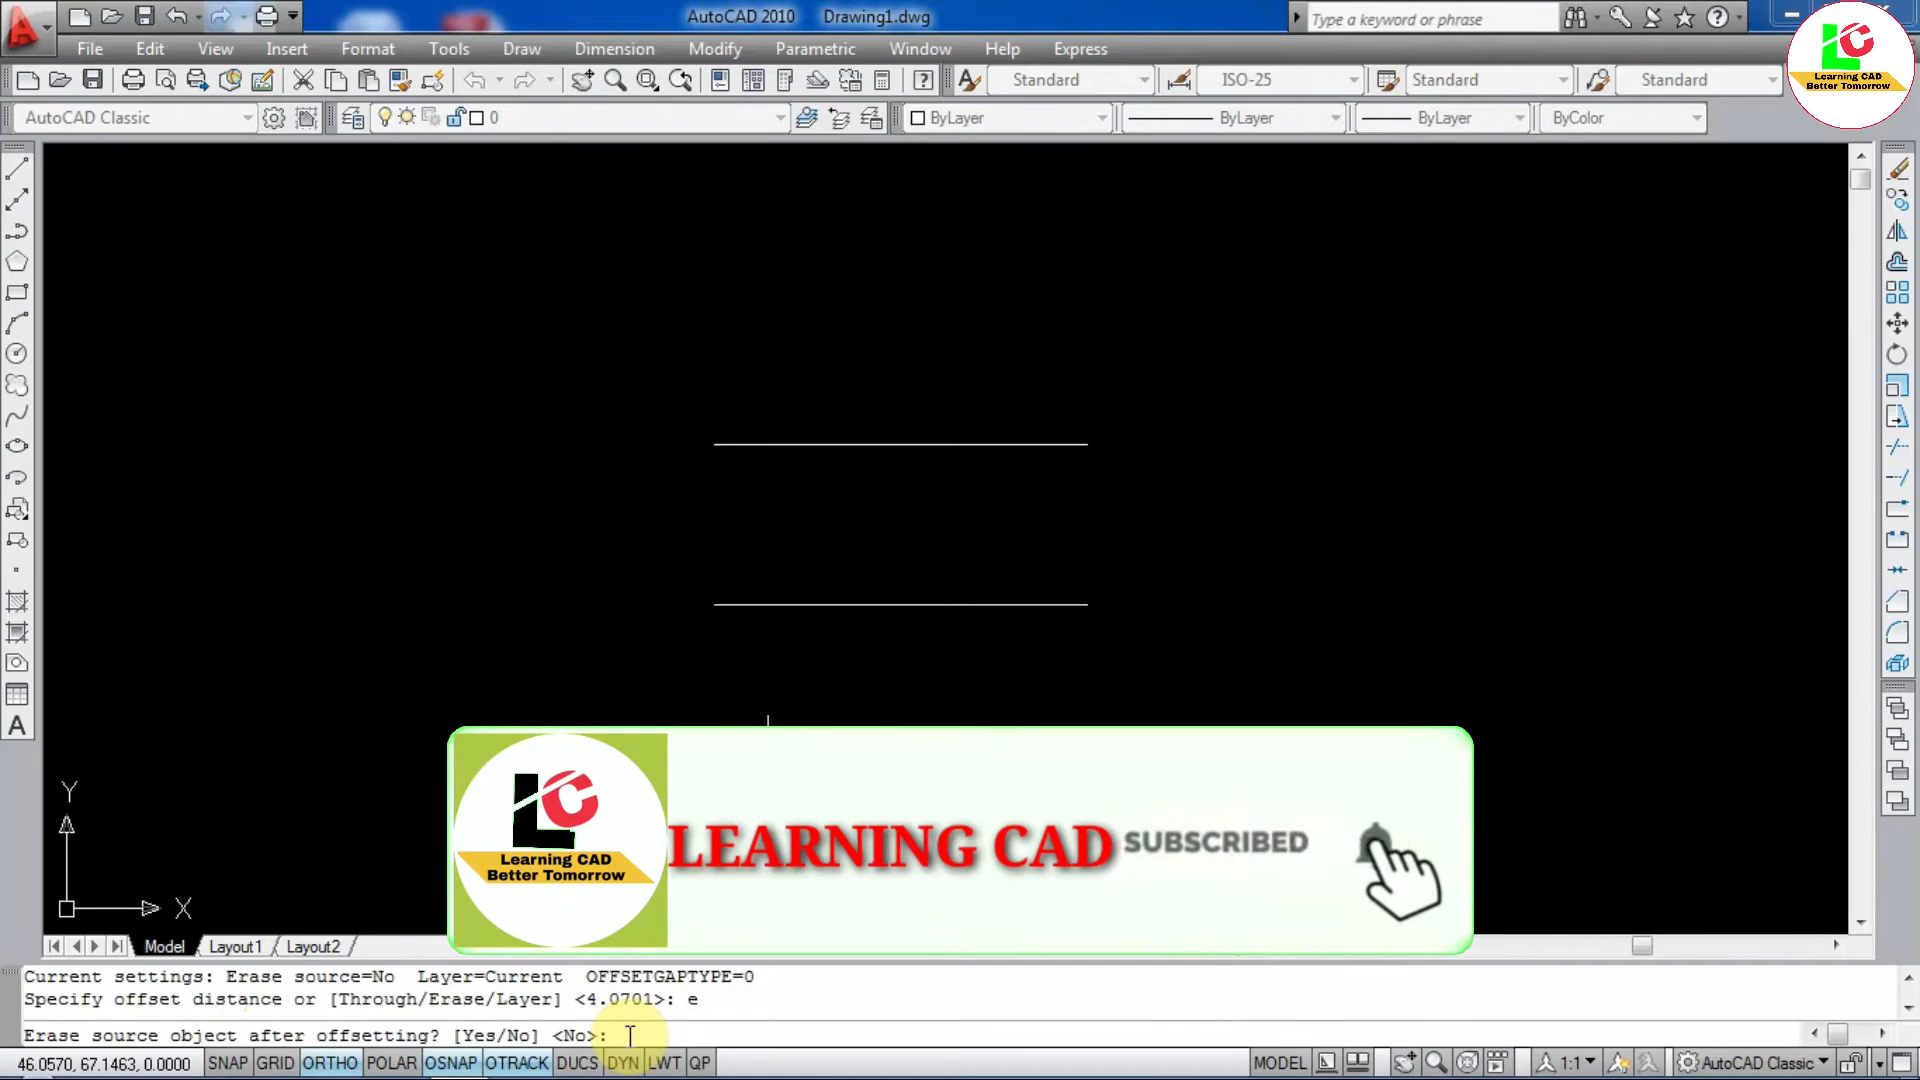 AutoCAD 2010 Drawing1.dwg
Type a keyword or phrase
File Edit View Insert Format Tools Draw Dimension Modify Parametric Window Help Express
Standard ISO-25 Standard Standard
AutoCAD Classic 0 ByLayer ByLayer ByLayer ByColor
LC
Learning CAD
Better Tomorrow
Y
X
LC
Learning CAD
Better Tomorrow
LEARNING CAD SUBSCRIBED
Model Layout1 Layout2
Current settings: Erase source=No Layer=Current OFFSETGAPTYPE=0
Specify offset distance or [Through/Erase/Layer] <4.0701>: e
Erase source object after offsetting? [Yes/No] <No>:
46.0570, 67.1463, 0.0000 SNAP GRID ORTHO POLAR OSNAP OTRACK DUCS DYN LWT QP MODEL 1:1 AutoCAD Classic